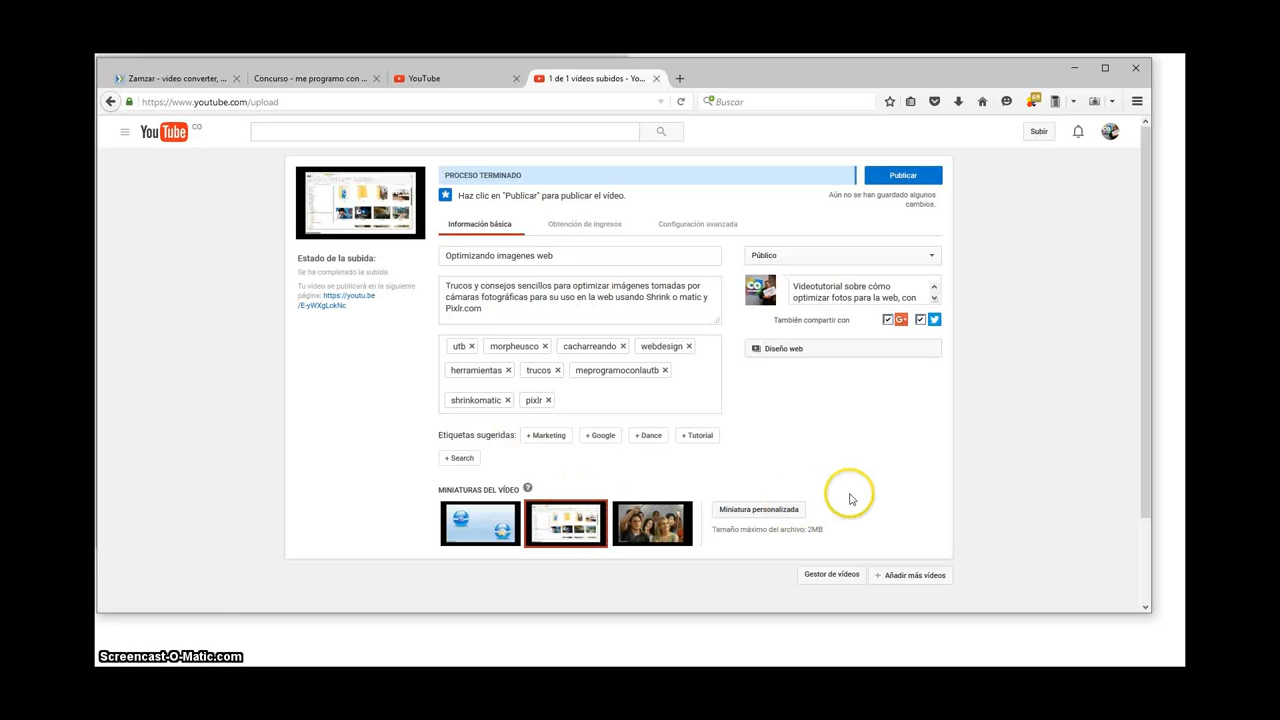 Zamzar - video converter, ...
Concurso - me programo con ...
YouTube
1 de 1 vídeos subidos - Yo...
https://www.youtube.com/upload
Buscar
69
YouTube CO
Subir
PROCESO TERMINADO
Publicar
Haz clic en "Publicar" para publicar el vídeo.
Aún no se han guardado algunos
cambios.
Información básica
Obtención de ingresos
Configuración avanzada
Estado de la subida:
Se ha completado la subida.
Tu vídeo se publicará en la siguiente
página: https://youtu.be
/E-yWXgLckNc
Optimizando imagenes web
Trucos y consejos sencillos para optimizar imágenes tomadas por
cámaras fotográficas para su uso en la web usando Shrink o matic y
Pixlr.com
Público
Videotutorial sobre cómo
optimizar fotos para la web, con
También compartir con
G+
Diseño web
utb × morpheusco × cacharreando × webdesign ×
herramientas × trucos × meprogramoconlautb ×
shrinkomatic × pixlr ×
Etiquetas sugeridas: + Marketing + Google + Dance + Tutorial
+ Search
MINIATURAS DEL VÍDEO ?
Miniatura personalizada
Tamaño máximo del archivo: 2MB
Gestor de vídeos
+ Añadir más vídeos
Screencast-O-Matic.com